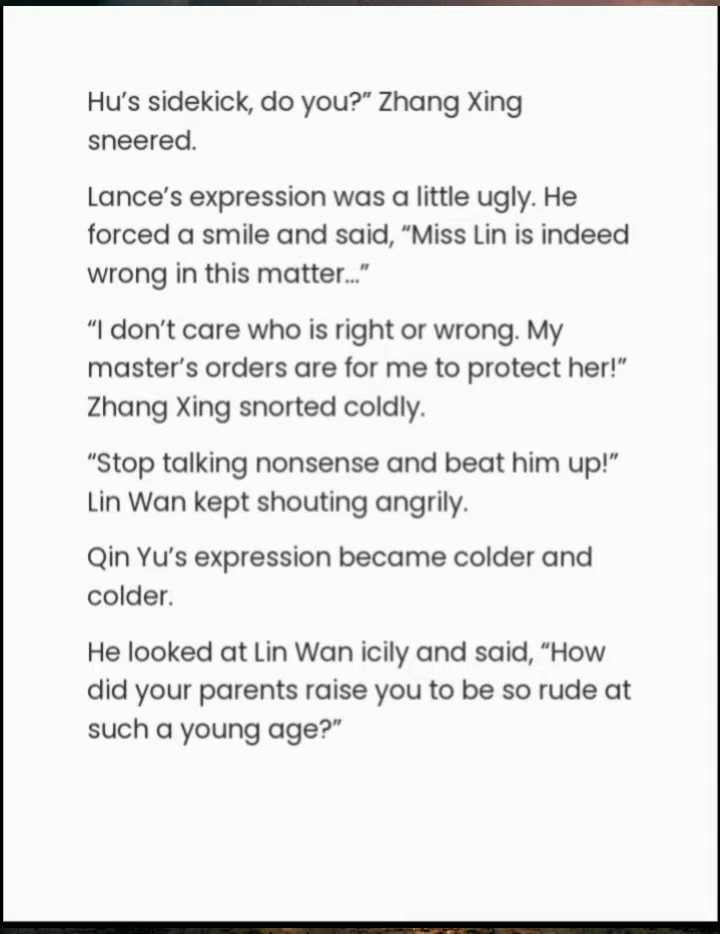 Hu’s sidekick, do you?” Zhang Xing
sneered.
Lance’s expression was a little ugly. He
forced a smile and said, “Miss Lin is indeed
wrong in this matter...”
“I don’t care who is right or wrong. My
master’s orders are for me to protect her!”
Zhang Xing snorted coldly.
“Stop talking nonsense and beat him up!”
Lin Wan kept shouting angrily.
Qin Yu’s expression became colder and
colder.
He looked at Lin Wan icily and said, “How
did your parents raise you to be so rude at
such a young age?”